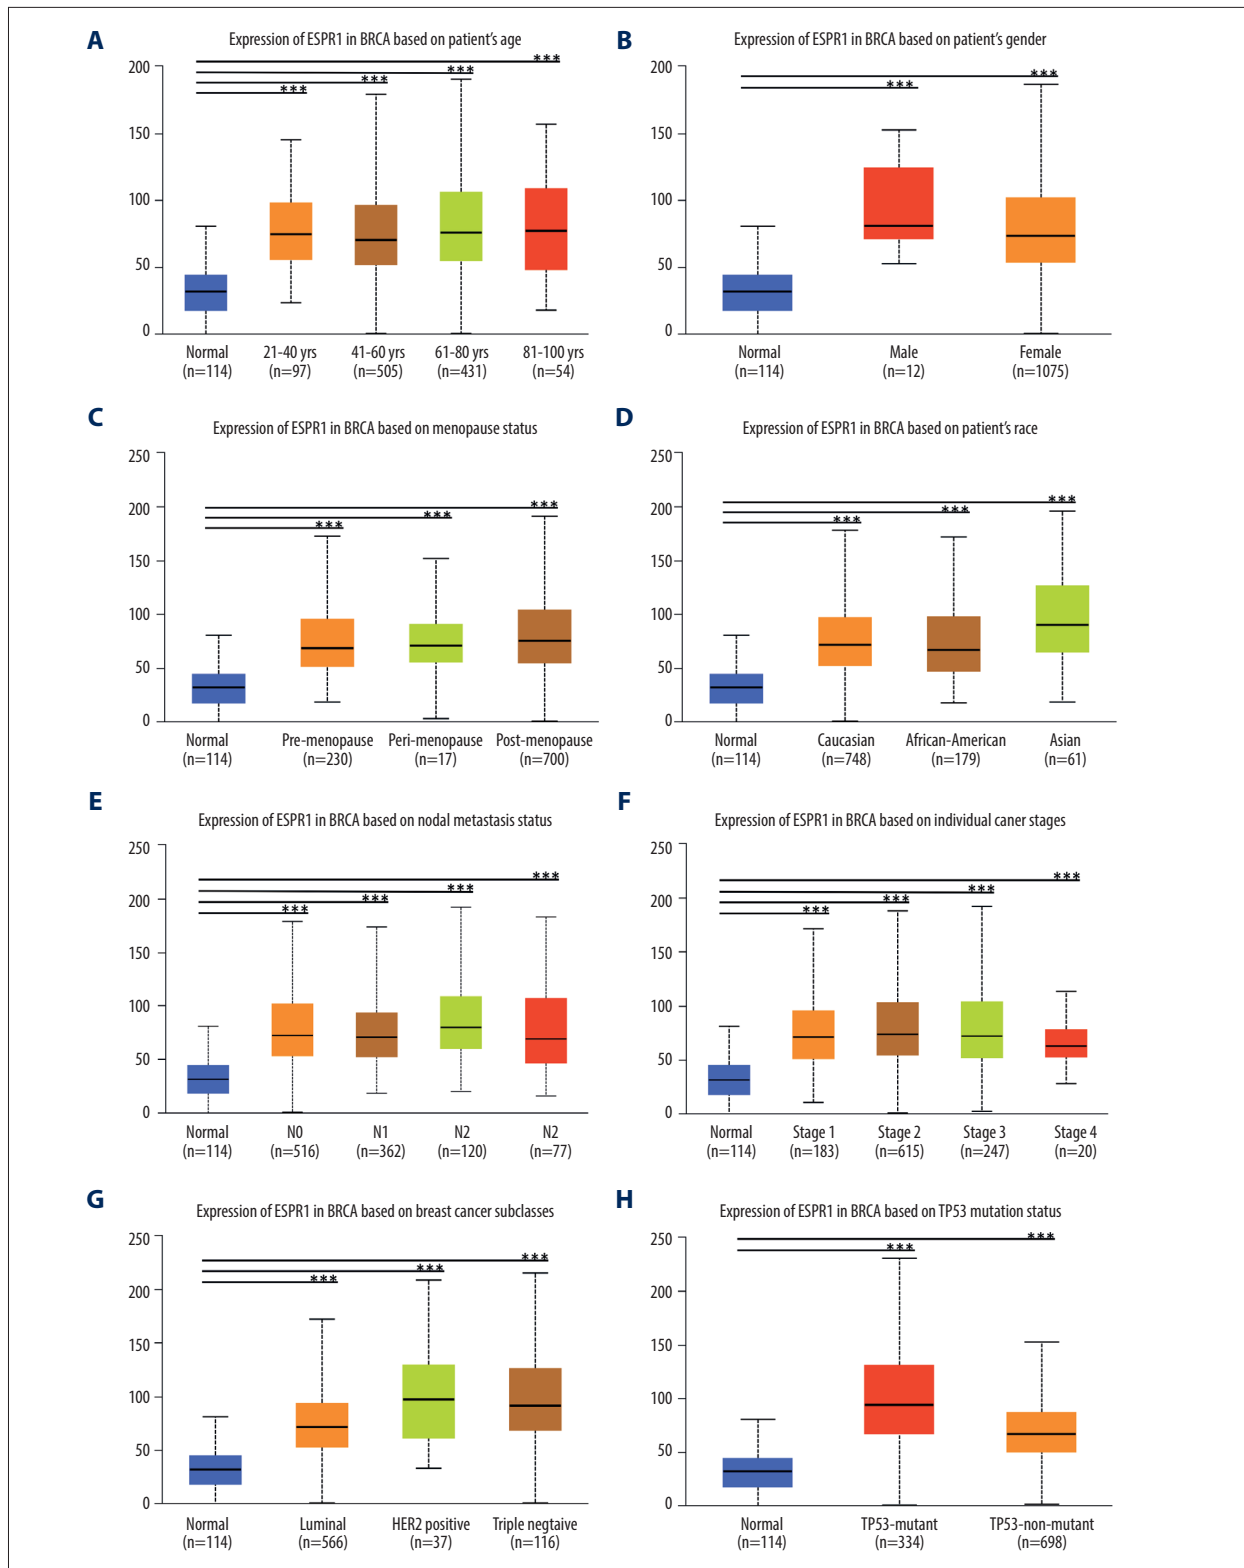 A
Expression of ESPR1 in BRCA based on patient's age
200
150
100
50
0
***
***
***
***
Normal
(n=114)
21-40 yrs
(n=97)
41-60 yrs
(n=505)
61-80 yrs
(n=431)
81-100 yrs
(n=54)
B
Expression of ESPR1 in BRCA based on patient's gender
200
150
100
50
0
***
***
Normal
(n=114)
Male
(n=12)
Female
(n=1075)
C
Expression of ESPR1 in BRCA based on menopause status
250
200
150
100
50
0
***
***
***
Normal
(n=114)
Pre-menopause
(n=230)
Peri-menopause
(n=17)
Post-menopause
(n=700)
D
Expression of ESPR1 in BRCA based on patient's race
250
200
150
100
50
0
***
***
***
Normal
(n=114)
Caucasian
(n=748)
African-American
(n=179)
Asian
(n=61)
E
Expression of ESPR1 in BRCA based on nodal metastasis status
250
200
150
100
50
0
***
***
***
***
Normal
(n=114)
N0
(n=516)
N1
(n=362)
N2
(n=120)
N2
(n=77)
F
Expression of ESPR1 in BRCA based on individual caner stages
250
200
150
100
50
0
***
***
***
***
Normal
(n=114)
Stage 1
(n=183)
Stage 2
(n=615)
Stage 3
(n=247)
Stage 4
(n=20)
G
Expression of ESPR1 in BRCA based on breast cancer subclasses
250
200
150
100
50
0
***
***
***
Normal
(n=114)
Luminal
(n=566)
HER2 positive
(n=37)
Triple negtaive
(n=116)
H
Expression of ESPR1 in BRCA based on TP53 mutation status
250
200
150
100
50
0
***
***
Normal
(n=114)
TP53-mutant
(n=334)
TP53-non-mutant
(n=698)